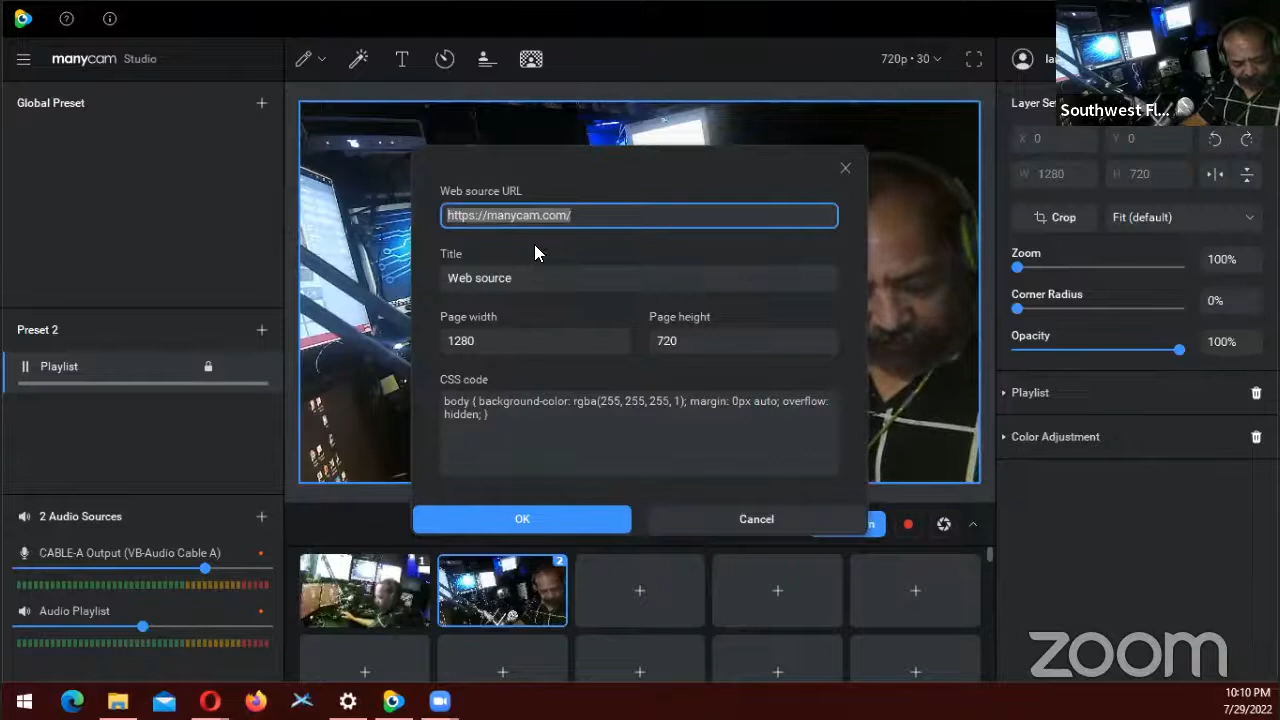 manycam Studio
720p • 30
Southwest Fl...
Global Preset
Layer Se
X 0
Y 0
W 1280
H 720
Crop
Fit (default)
Zoom
100%
Corner Radius
0%
Opacity
100%
Playlist
Color Adjustment
Web source URL
https://manycam.com/
Title
Web source
Page width
Page height
1280
720
CSS code
body { background-color: rgba(255, 255, 255, 1); margin: 0px auto; overflow:
hidden; }
OK
Cancel
Preset 2
Playlist
2 Audio Sources
CABLE-A Output (VB-Audio Cable A)
Audio Playlist
1
2
zoom
10:10 PM
7/29/2022